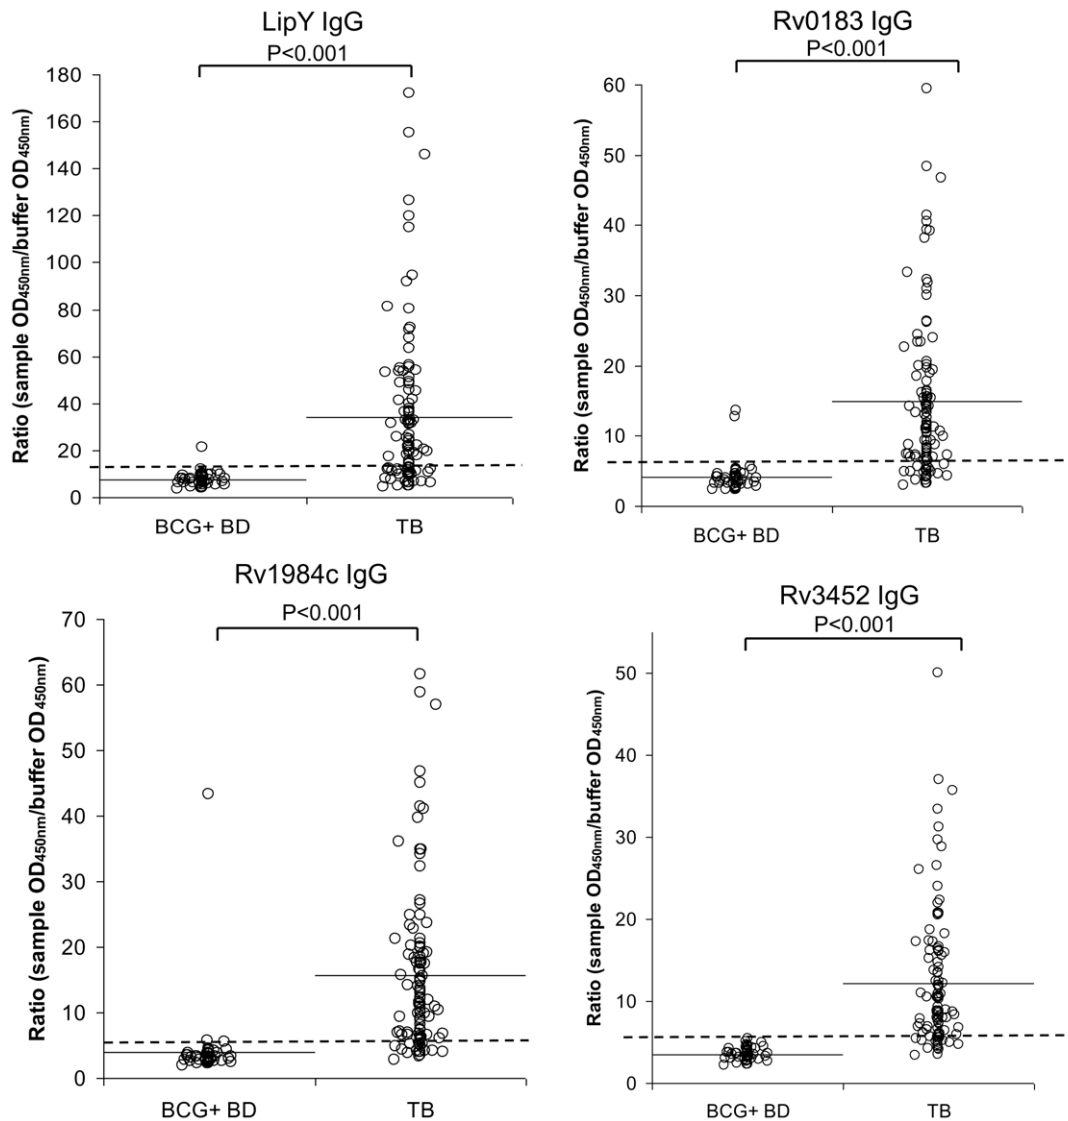 LipY IgG
P<0.001
Ratio (sample OD450nm/buffer OD450nm)
180
160
140
120
100
80
60
40
20
0
BCG+ BD
TB
Rv0183 IgG
P<0.001
Ratio (sample OD450nm/buffer OD450nm)
60
50
40
30
20
10
0
BCG+ BD
TB
Rv1984c IgG
P<0.001
Ratio (sample OD450nm/buffer OD450nm)
70
60
50
40
30
20
10
0
BCG+ BD
TB
Rv3452 IgG
P<0.001
Ratio (sample OD450nm/buffer OD450nm)
50
40
30
20
10
0
BCG+ BD
TB